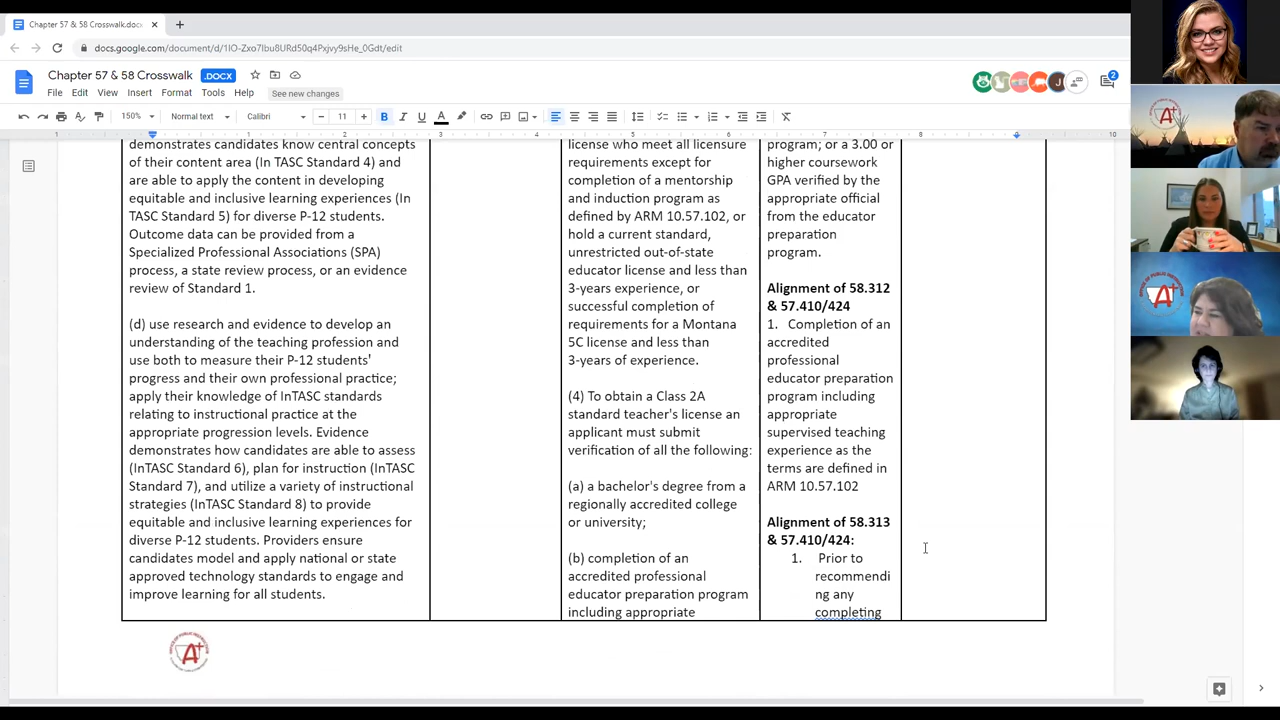 Chapter 57 & 58 Crosswalk.docx
docs.google.com/document/d/1IO-Zxo7Ibu8URd50q4Pxjvy9sHe_0Gdt/edit
Chapter 57 & 58 Crosswalk .DOCX
File Edit View Insert Format Tools Help See new changes
2
150% Normal text Calibri 11 B I U A
1 1 2 3 4 5 6 7 8 10
demonstrates candidates know central concepts
of their content area (In TASC Standard 4) and
are able to apply the content in developing
equitable and inclusive learning experiences (In
TASC Standard 5) for diverse P-12 students.
Outcome data can be provided from a
Specialized Professional Associations (SPA)
process, a state review process, or an evidence
review of Standard 1.
(d) use research and evidence to develop an
understanding of the teaching profession and
use both to measure their P-12 students'
progress and their own professional practice;
apply their knowledge of InTASC standards
relating to instructional practice at the
appropriate progression levels. Evidence
demonstrates how candidates are able to assess
(InTASC Standard 6), plan for instruction (InTASC
Standard 7), and utilize a variety of instructional
strategies (InTASC Standard 8) to provide
equitable and inclusive learning experiences for
diverse P-12 students. Providers ensure
candidates model and apply national or state
approved technology standards to engage and
improve learning for all students.
license who meet all licensure
requirements except for
completion of a mentorship
and induction program as
defined by ARM 10.57.102, or
hold a current standard,
unrestricted out-of-state
educator license and less than
3-years experience, or
successful completion of
requirements for a Montana
5C license and less than
3-years of experience.
(4) To obtain a Class 2A
standard teacher's license an
applicant must submit
verification of all the following:
(a) a bachelor's degree from a
regionally accredited college
or university;
(b) completion of an
accredited professional
educator preparation program
including appropriate
program; or a 3.00 or
higher coursework
GPA verified by the
appropriate official
from the educator
preparation
program.
Alignment of 58.312
& 57.410/424
1. Completion of an
accredited
professional
educator preparation
program including
appropriate
supervised teaching
experience as the
terms are defined in
ARM 10.57.102
Alignment of 58.313
& 57.410/424:
1. Prior to
recommendi
ng any
completing
A+